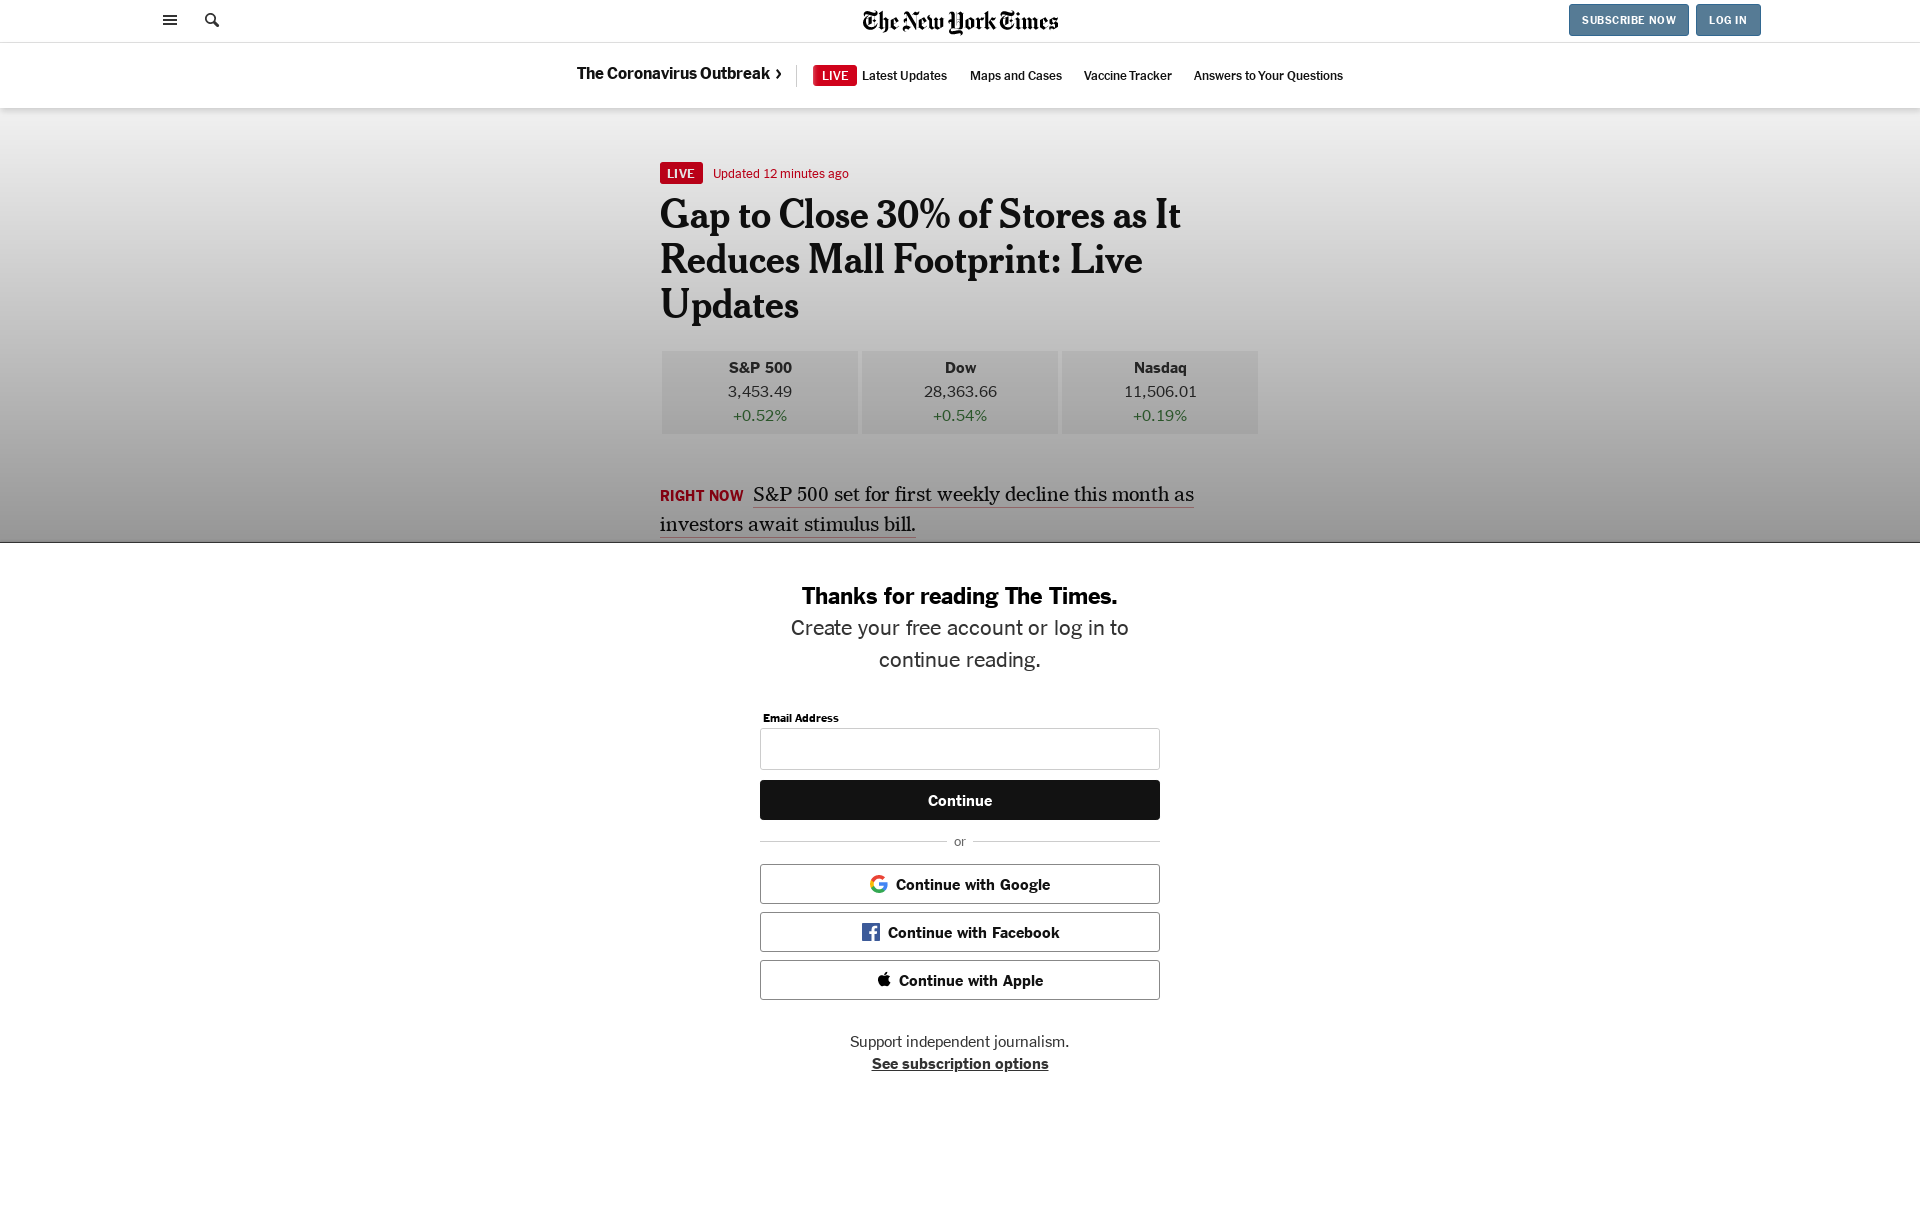 The New York Times
SUBSCRIBE NOW
LOG IN
The Coronavirus Outbreak ›
LIVE Latest Updates
Maps and Cases
Vaccine Tracker
Answers to Your Questions
LIVE Updated 12 minutes ago
Gap to Close 30% of Stores as It
Reduces Mall Footprint: Live
Updates
S&P 500
3,453.49
+0.52%
Dow
28,363.66
+0.54%
Nasdaq
11,506.01
+0.19%
RIGHT NOW S&P 500 set for first weekly decline this month as
investors await stimulus bill.
Thanks for reading The Times.
Create your free account or log in to
continue reading.
Email Address
Continue
or
Continue with Google
Continue with Facebook
Continue with Apple
Support independent journalism.
See subscription options